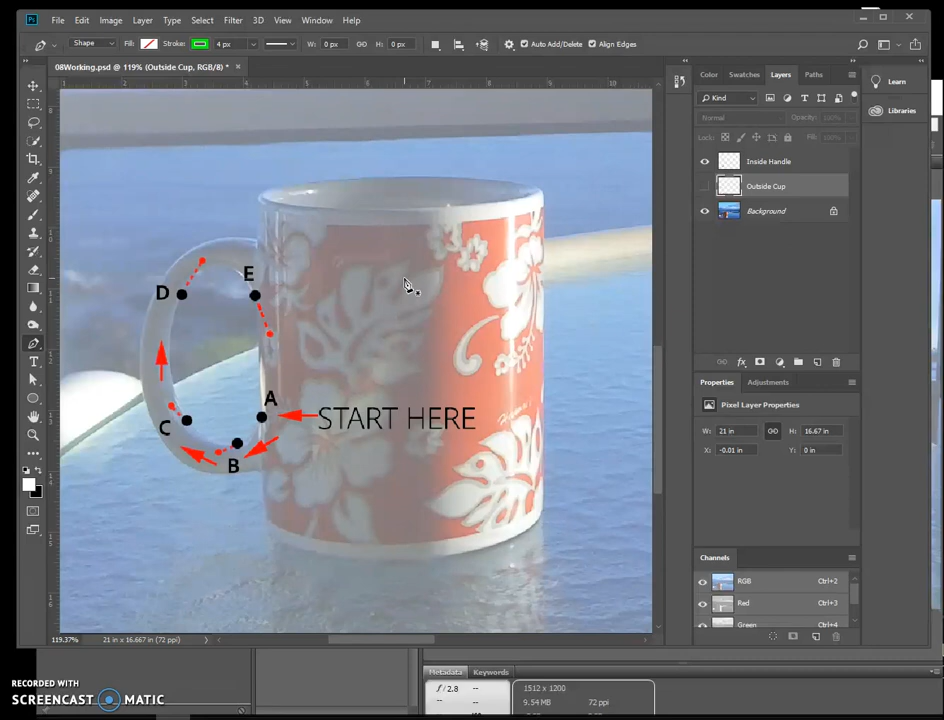 Ps File Edit Image Layer Type Select Filter 3D View Window Help
Shape Fill: Stroke: 4 px W: 0 px H: 0 px Auto Add/Delete Align Edges
08Working.psd @ 119% (Outside Cup, RGB/8) * ×
Color Swatches Layers Paths
Learn
Kind
Libraries
Normal Opacity: 100%
Lock: Fill: 100%
Inside Handle
Outside Cup
Background
E
D
A
START HERE
C
B
Properties Adjustments
Pixel Layer Properties
W: 21 in H: 16.67 in
X: -0.01 in Y: 0 in
Channels
RGB Ctrl+2
Red Ctrl+3
Green Ctrl+4
119.37% 21 in x 16.667 in (72 ppi)
Metadata Keywords
f/ 2.8 -- 1512 x 1200
-- -- 9.54 MB 72 ppi
RECORDED WITH
SCREENCAST MATIC